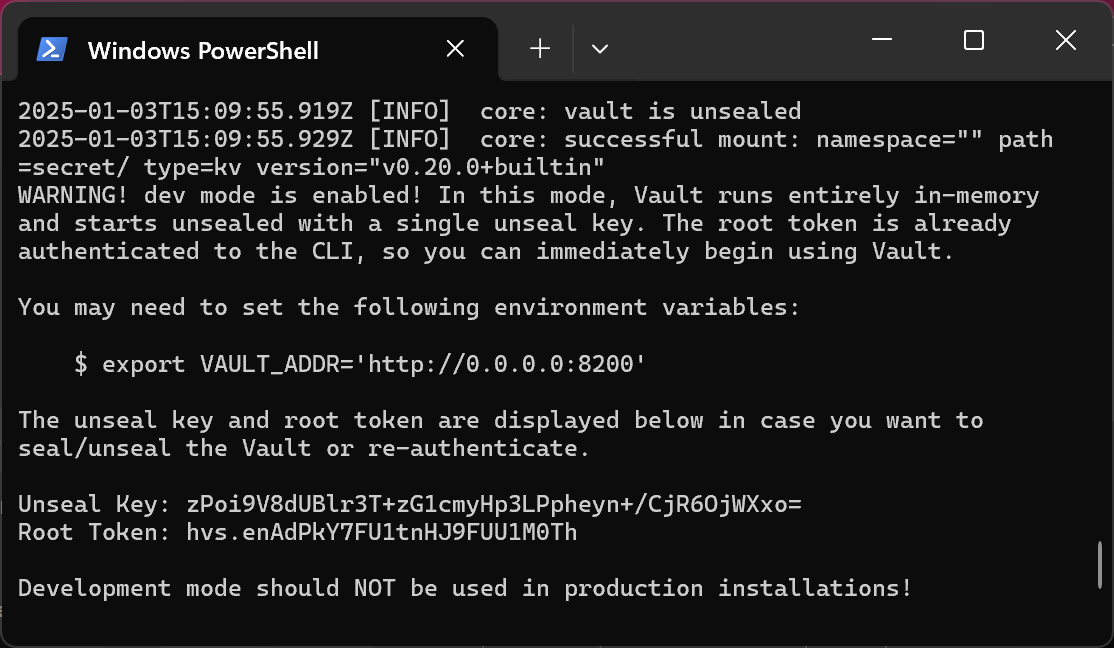 Windows PowerShell
2025-01-03T15:09:55.919Z [INFO]  core: vault is unsealed
2025-01-03T15:09:55.929Z [INFO]  core: successful mount: namespace="" path
=secret/ type=kv version="v0.20.0+builtin"
WARNING! dev mode is enabled! In this mode, Vault runs entirely in-memory
and starts unsealed with a single unseal key. The root token is already
authenticated to the CLI, so you can immediately begin using Vault.

You may need to set the following environment variables:

    $ export VAULT_ADDR='http://0.0.0.0:8200'

The unseal key and root token are displayed below in case you want to
seal/unseal the Vault or re-authenticate.

Unseal Key: zPoi9V8dUBlr3T+zG1cmyHp3LPpheyn+/CjR6OjWXxo=
Root Token: hvs.enAdPkY7FU1tnHJ9FUU1M0Th

Development mode should NOT be used in production installations!